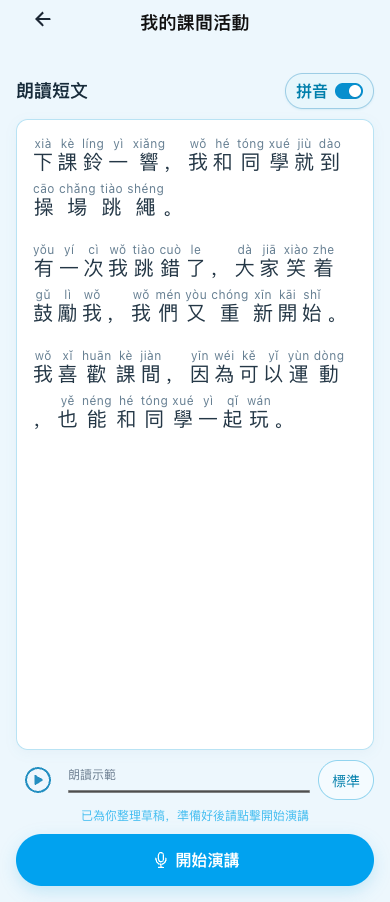 我的課間活動
朗讀短文
拼音
xià kè líng yì xiǎng wǒ hé tóng xué jiù dào
下課鈴一響，我和同學就到
cāo chǎng tiào shéng
操場跳繩。
yǒu yí cì wǒ tiào cuò le dà jiā xiào zhe
有一次我跳錯了，大家笑着
gǔ lì wǒ wǒ mén yòu chóng xīn kāi shǐ
鼓勵我，我們又重新開始。
wǒ xǐ huān kè jiàn yīn wéi kě yǐ yùn dòng
我喜歡課間，因為可以運動
yě néng hé tóng xué yì qǐ wán
，也能和同學一起玩。
朗讀示範
標準
已為你整理草稿，準備好後請點擊開始演講
開始演講